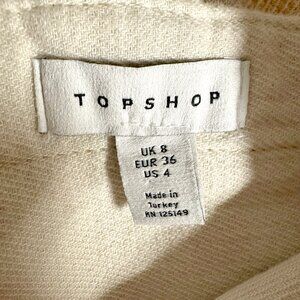 TOPSHOP
UK 8
EUR 36
US 4
Made in
Turkey
RN 125149